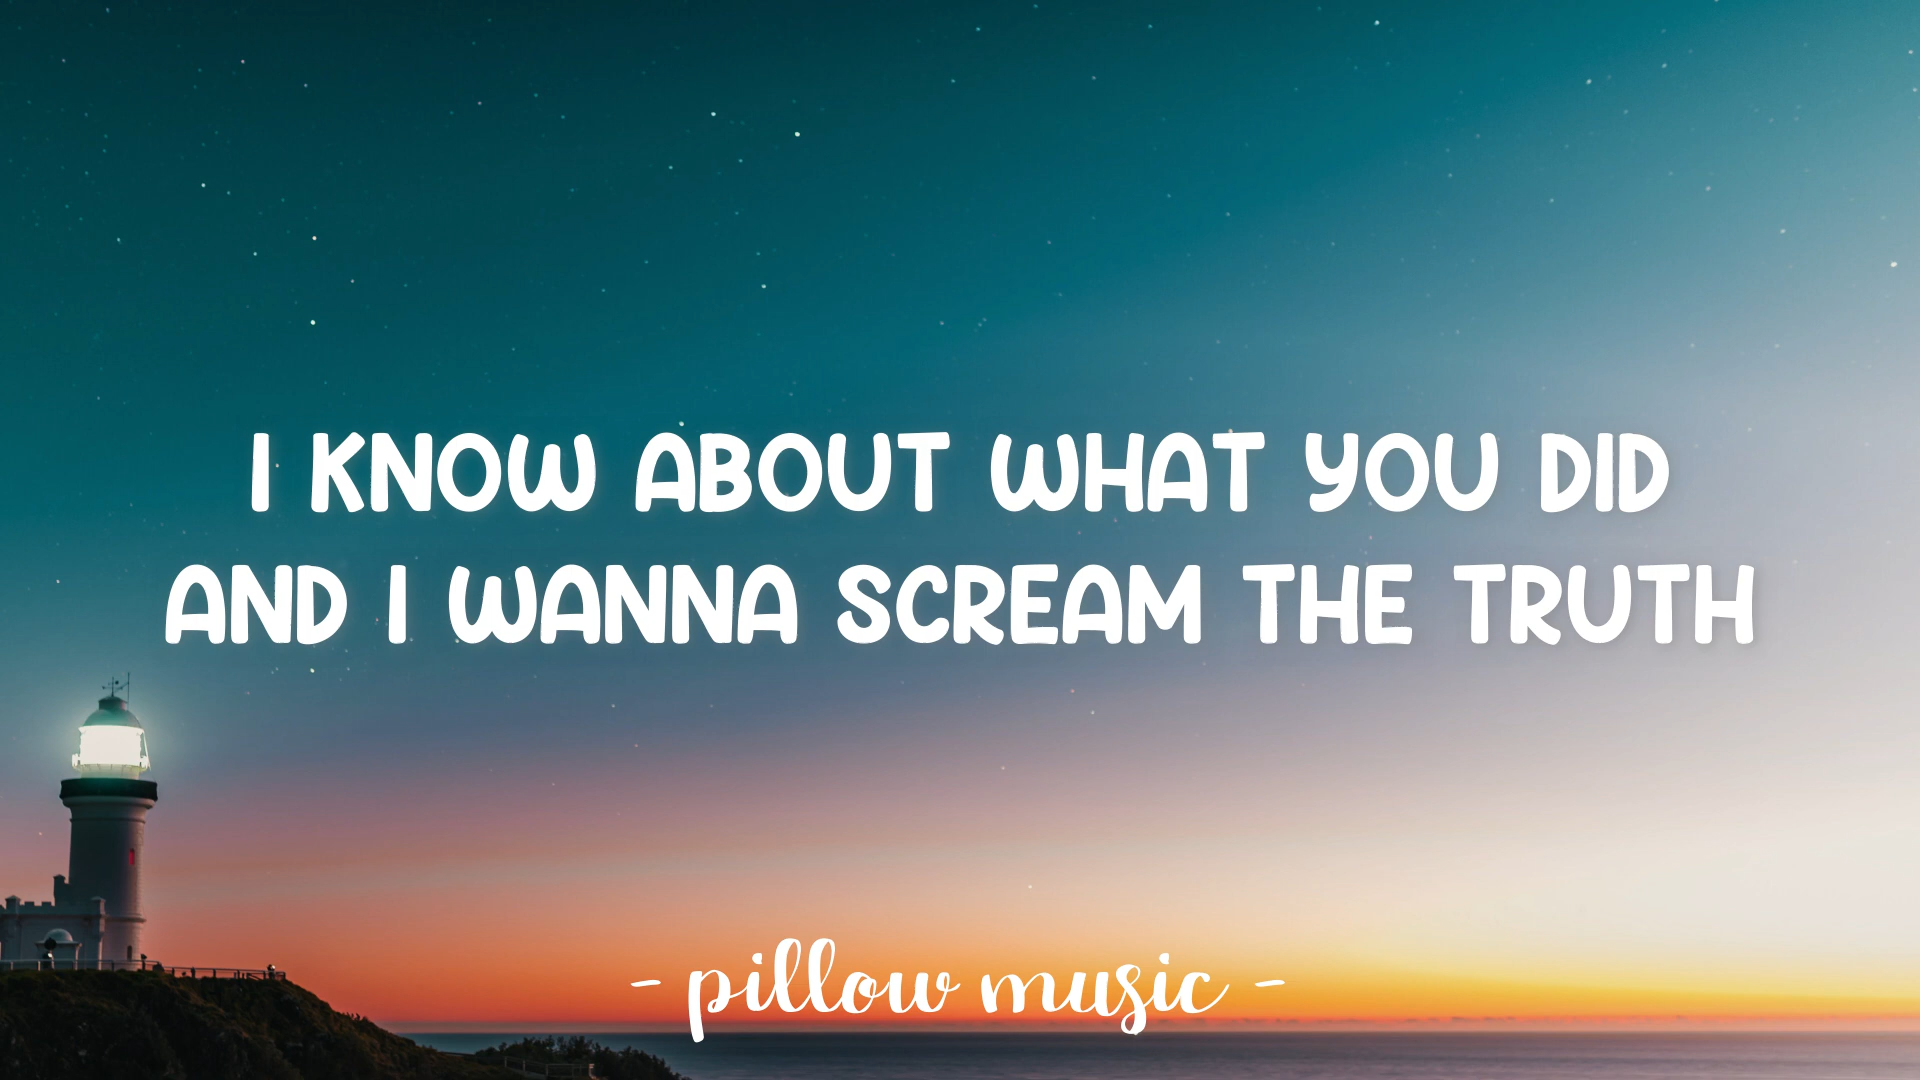 I KNOW ABOUT WHAT YOU DID
AND I WANNA SCREAM THE TRUTH
- pillow music -